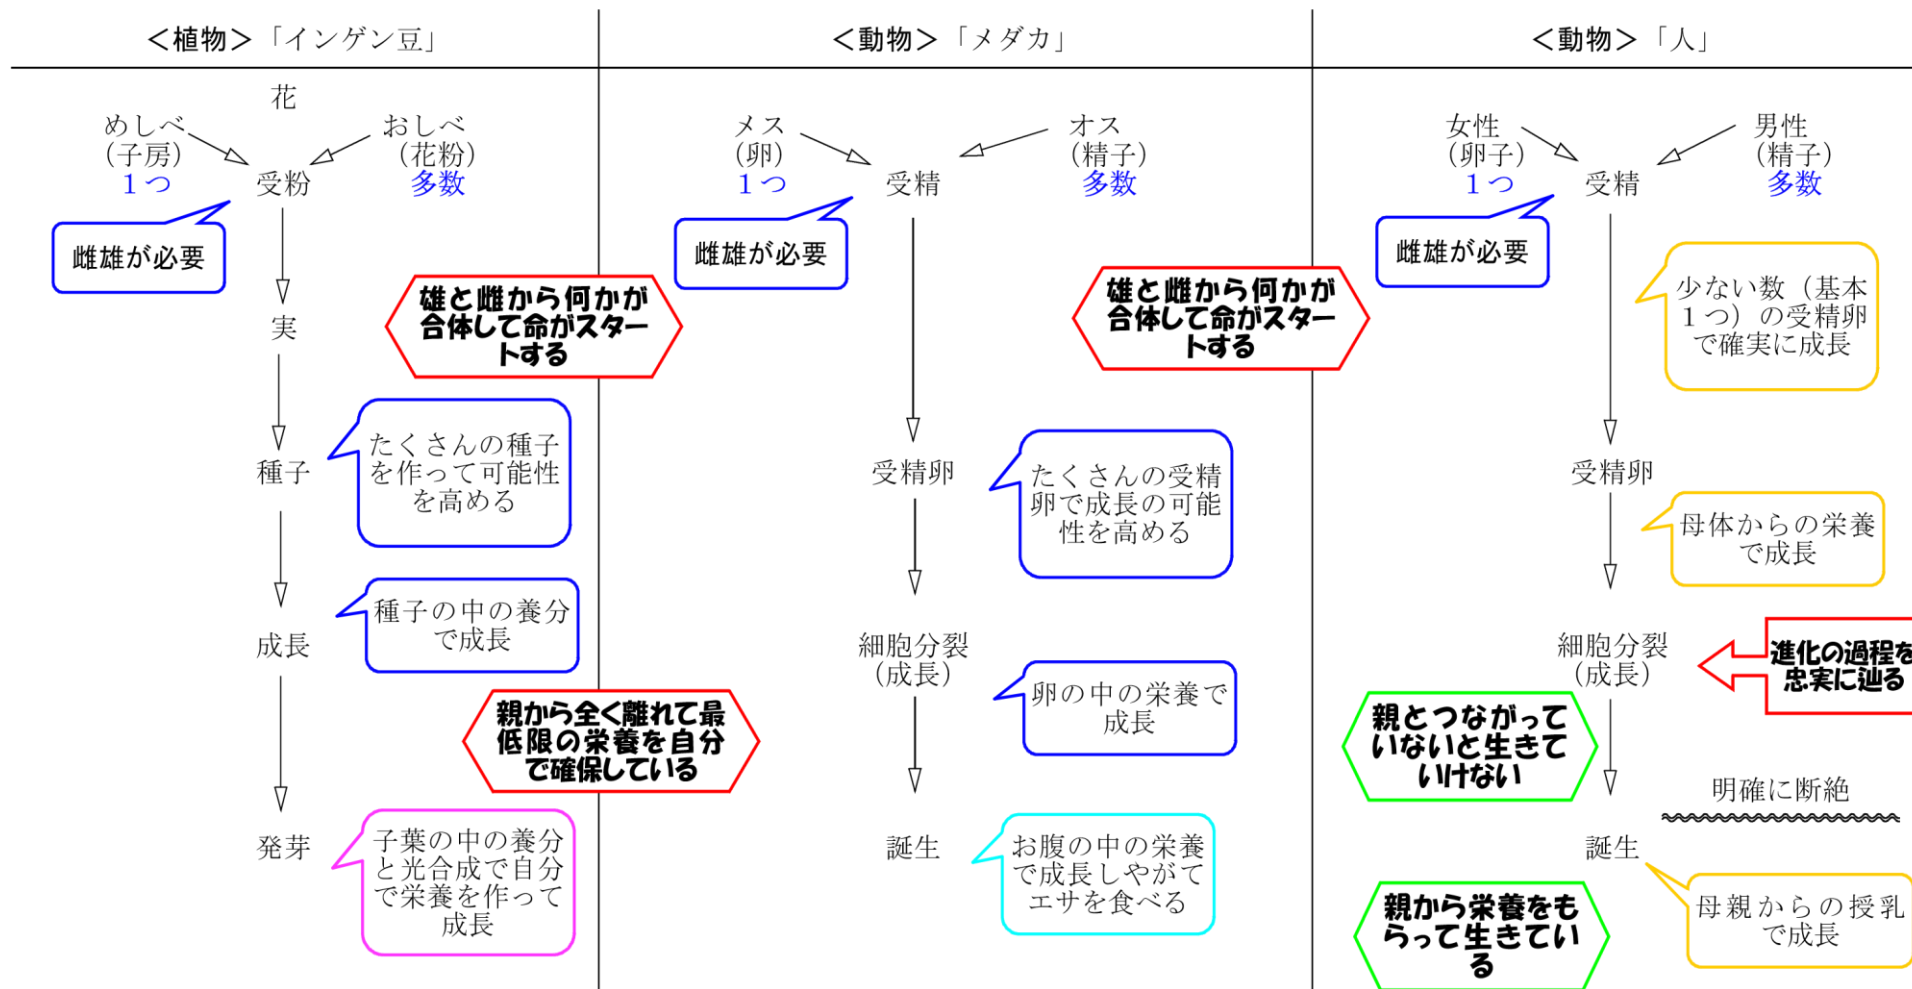 <植物>「インゲン豆」
花
めしべ
(子房)
1つ
おしべ
(花粉)
多数
受粉
雌雄が必要
実
種子
たくさんの種子
を作って可能性
を高める
成長
種子の中の養分
で成長
発芽
子葉の中の養分
と光合成で自分
で栄養を作って
成長
雄と雌から何かが
合体して命がスター
トする
親から全く離れて最
低限の栄養を自分
で確保している
<動物>「メダカ」
メス
(卵)
1つ
オス
(精子)
多数
受精
雌雄が必要
受精卵
たくさんの受精
卵で成長の可能
性を高める
細胞分裂
(成長)
卵の中の栄養で
成長
誕生
お腹の中の栄養
で成長しやがて
エサを食べる
雄と雌から何かが
合体して命がスター
トする
<動物>「人」
女性
(卵子)
1つ
男性
(精子)
多数
受精
雌雄が必要
少ない数(基本
1つ)の受精卵
で確実に成長
受精卵
母体からの栄養
で成長
細胞分裂
(成長)
進化の過程を
忠実に辿る
親とつながって
いないと生きて
いけない
明確に断絶
誕生
母親からの授乳
で成長
親から栄養をも
らって生きてい
る